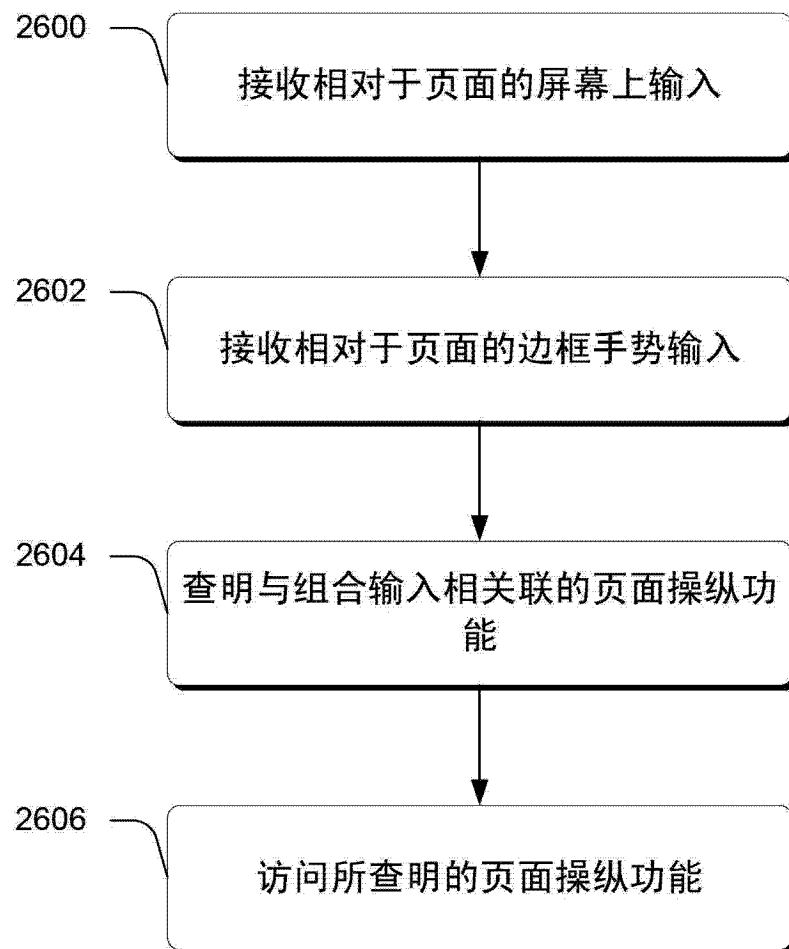 2600
接收相对于页面的屏幕上输入
2602
接收相对于页面的边框手势输入
2604
查明与组合输入相关联的页面操纵功
能
2606
访问所查明的页面操纵功能